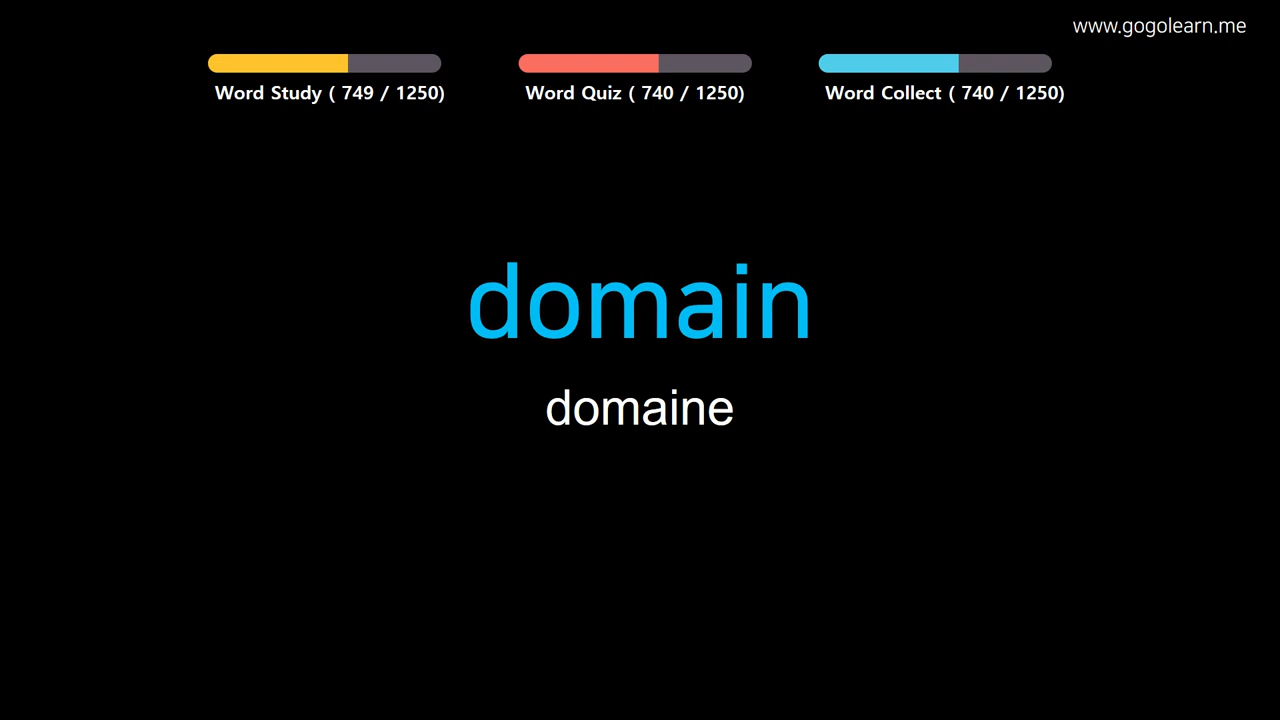 www.gogolearn.me
Word Study ( 749 / 1250)
Word Quiz ( 740 / 1250)
Word Collect ( 740 / 1250)
domain
domaine